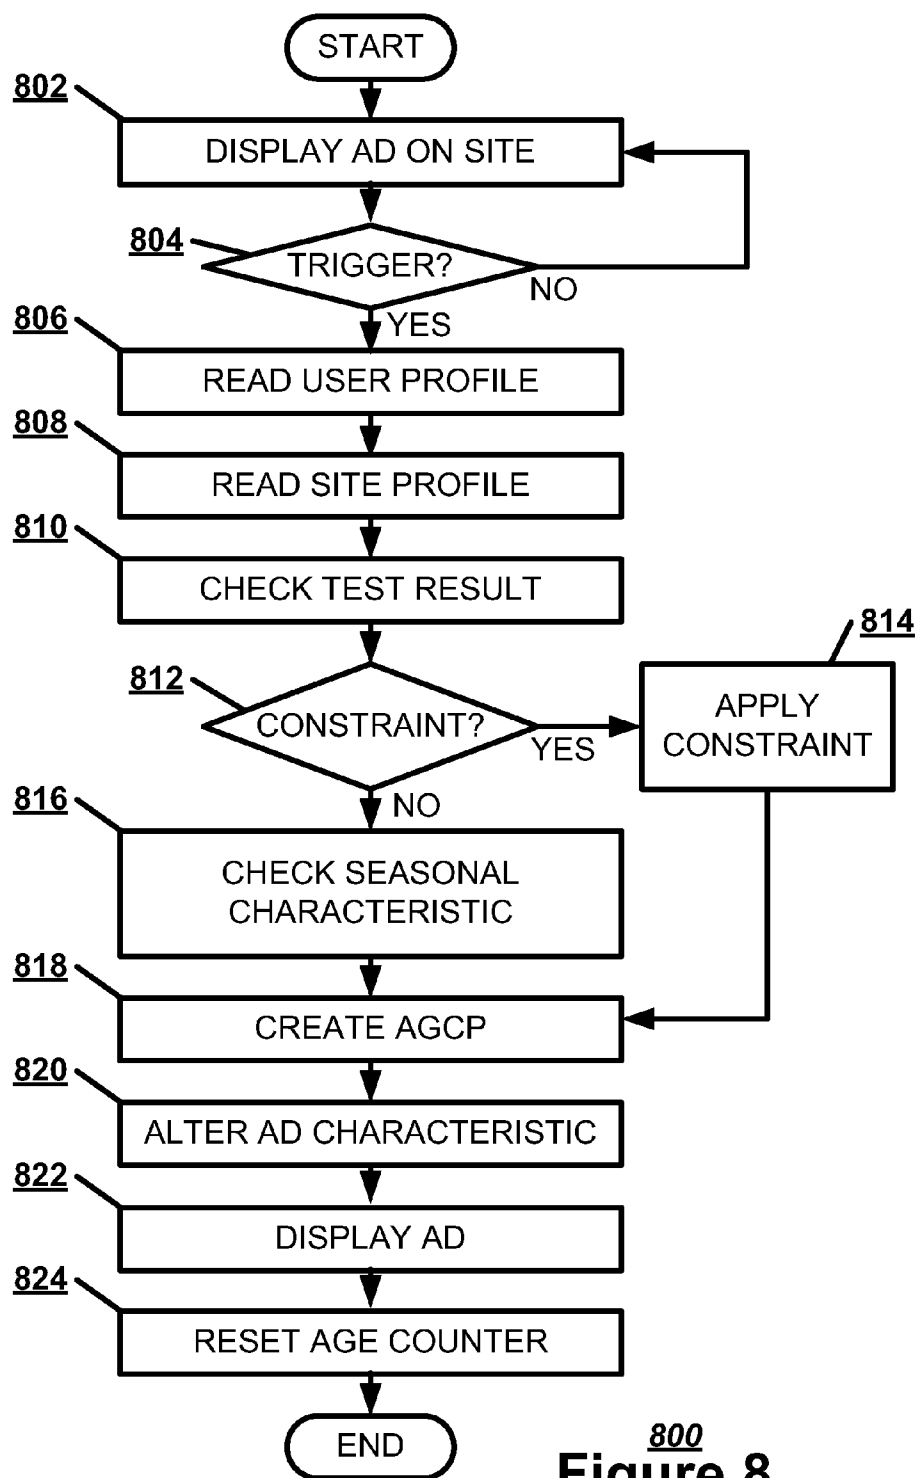 START
802
DISPLAY AD ON SITE
804
TRIGGER?
NO
YES
806
READ USER PROFILE
808
READ SITE PROFILE
810
CHECK TEST RESULT
812
CONSTRAINT?
YES
814
APPLY
CONSTRAINT
NO
816
CHECK SEASONAL
CHARACTERISTIC
818
CREATE AGCP
820
ALTER AD CHARACTERISTIC
822
DISPLAY AD
824
RESET AGE COUNTER
END
800
Figure 8